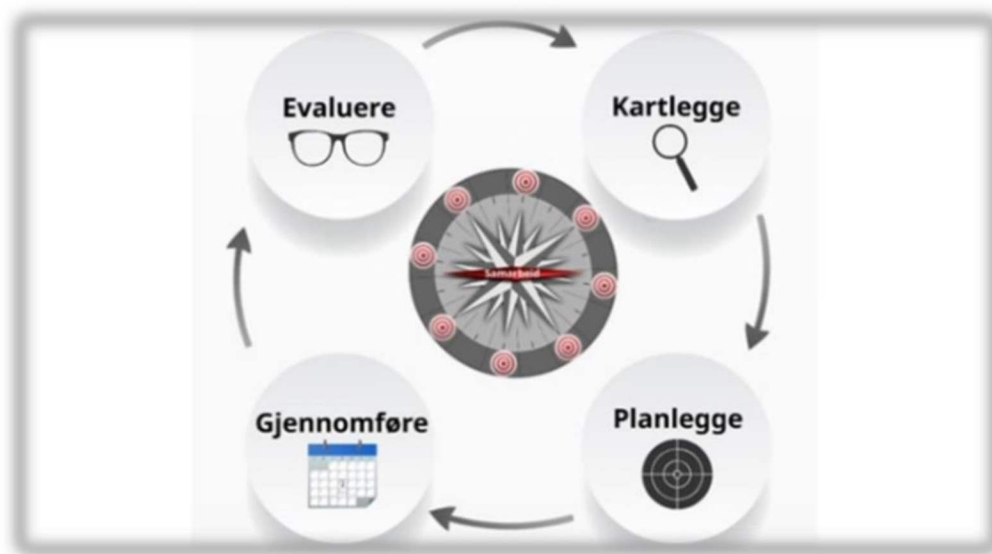 Evaluere
Kartlegge
Samarbeid
Gjennomføre
Planlegge